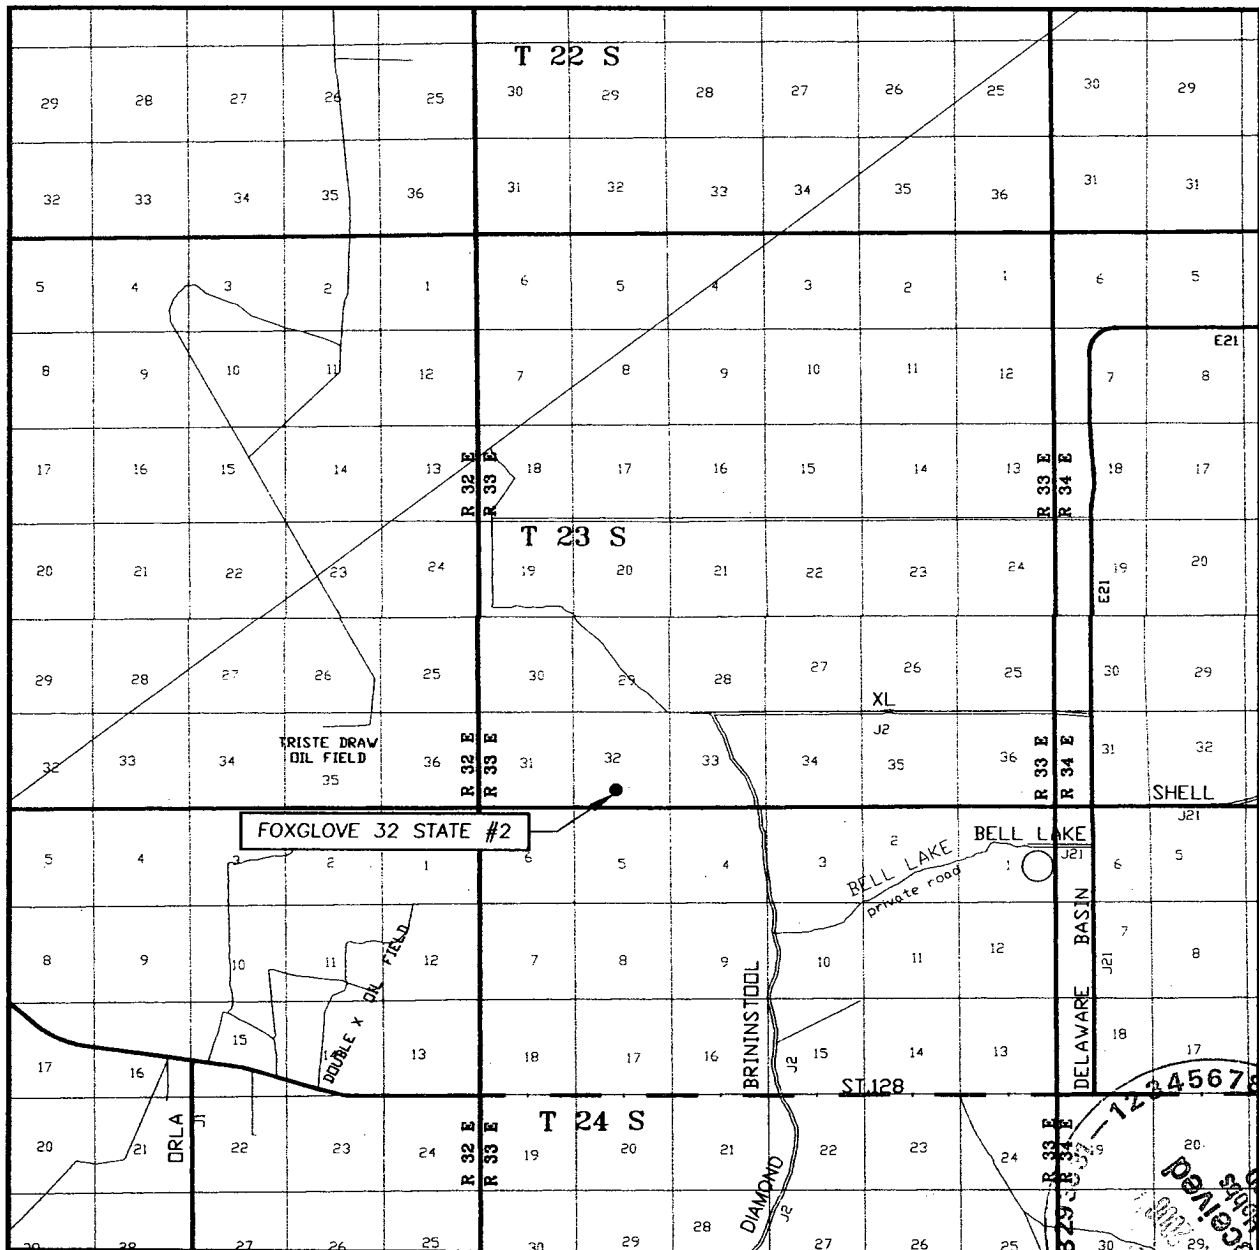 T 22 S
29 28 27 26 25 30 29 28 27 26 25 30 29
32 33 34 35 36 31 32 33 34 35 36 31 31
5 4 3 2 1 6 5 4 3 2 1 6 5
E21
8 9 10 11 12 7 8 9 10 11 12 7 8
17 16 15 14 13 18 17 16 15 14 13 18 17
R 32 E
R 33 E
R 33 E
R 34 E
T 23 S
20 21 22 23 24 19 20 21 22 23 24 19 20
E21
29 28 27 26 25 30 29 28 27 26 25 30 29
XL
J2
TRISTE DRAW
OIL FIELD
32 33 34 35 36 31 32 33 34 35 36 31 32
R 32 E
R 33 E
R 33 E
R 34 E
SHELL
J21
FOXGLOVE 32 STATE #2
BELL LAKE
J21
5 4 3 2 1 6 5 4 3 2 1 6 5
BELL LAKE
private road
8 9 10 11 12 7 8 9 10 11 12 7 8
DOUBLE X OIL FIELD
BRININSTOOL
J2
DELAWARE BASIN
J21
17 16 15 13 18 17 16 15 14 13 18 17
ST.128
T 24 S
ORLA
J1
20 21 22 23 24 19 20 21 22 23 24 19 20
R 32 E
R 33 E
R 33 E
R 34 E
DIAMOND
J2
29 28 27 26 25 30 29 28 27 26 25 30 29
12345678